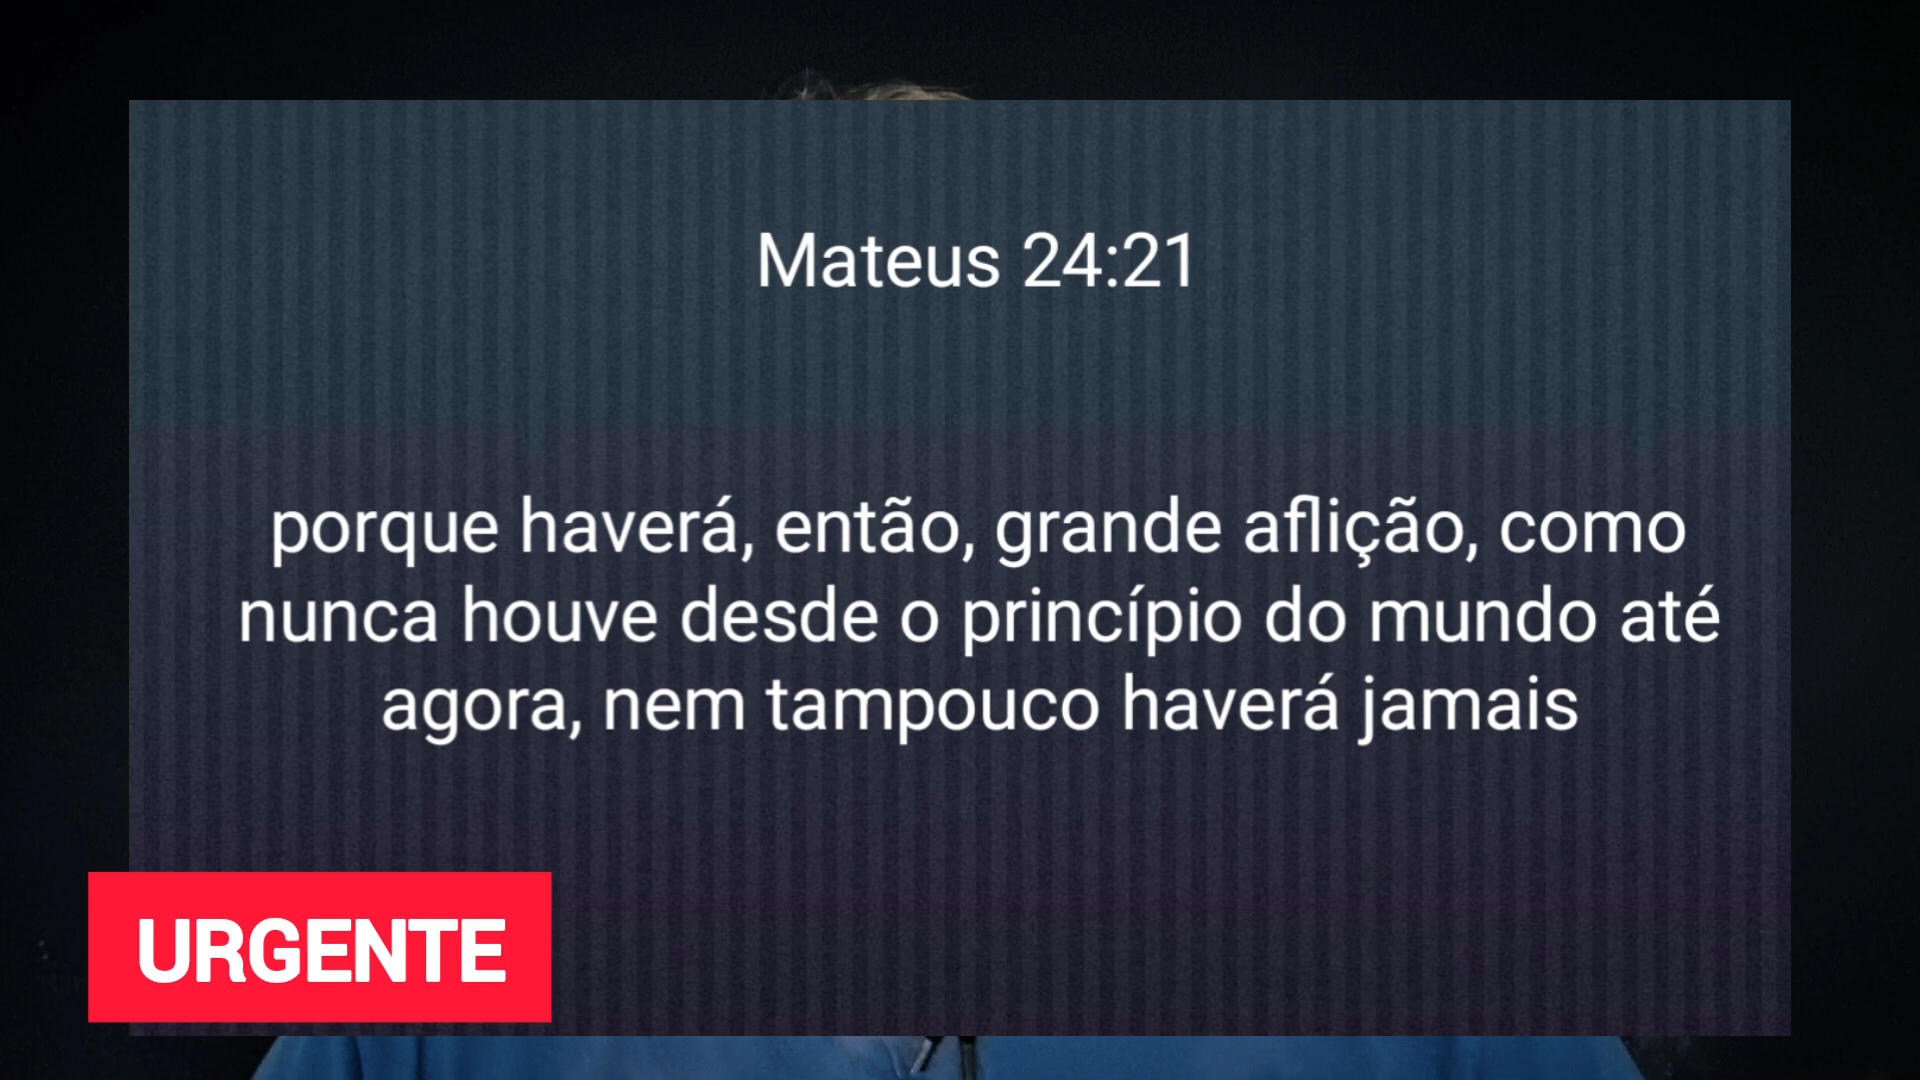 Mateus 24:21
porque haverá, então, grande aflição, como
nunca houve desde o princípio do mundo até
agora, nem tampouco haverá jamais
URGENTE